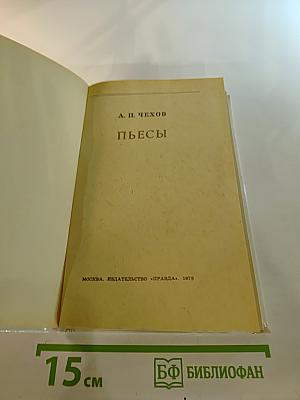 А. П. ЧЕХОВ
ПЬЕСЫ
МОСКВА. ИЗДАТЕЛЬСТВО «ПРАВДА». 1979
15 см
БФ БИБЛИОФАН